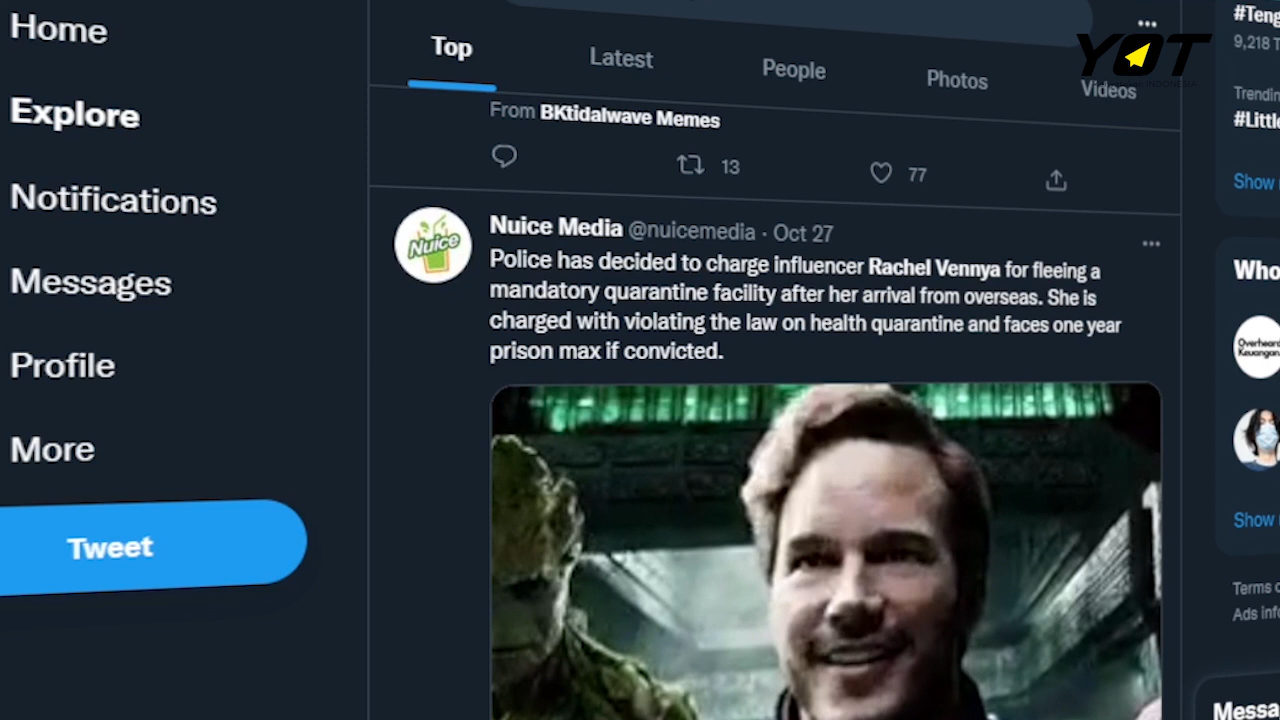 Home
Explore
Notifications
Messages
Profile
More
Tweet
Top
Latest
People
Photos
Videos
From BKtidalwave Memes
13
77
Nuice
Nuice Media @nuicemedia · Oct 27
Police has decided to charge influencer Rachel Vennya for fleeing a
mandatory quarantine facility after her arrival from overseas. She is
charged with violating the law on health quarantine and faces one year
prison max if convicted.
YOT
#Teng
9,218 T
Trendin
#Little
Show
Who
Overheard
Keuangan
Show
Terms
Ads info
Messa